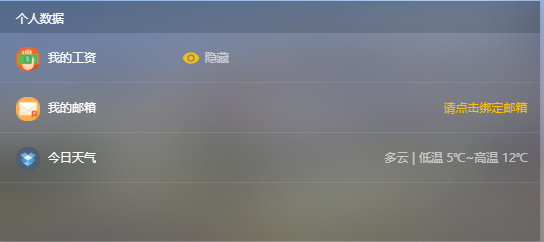 个人数据
我的工资 隐藏
我的邮箱 请点击绑定邮箱
今日天气 多云 | 低温 5℃~高温 12℃